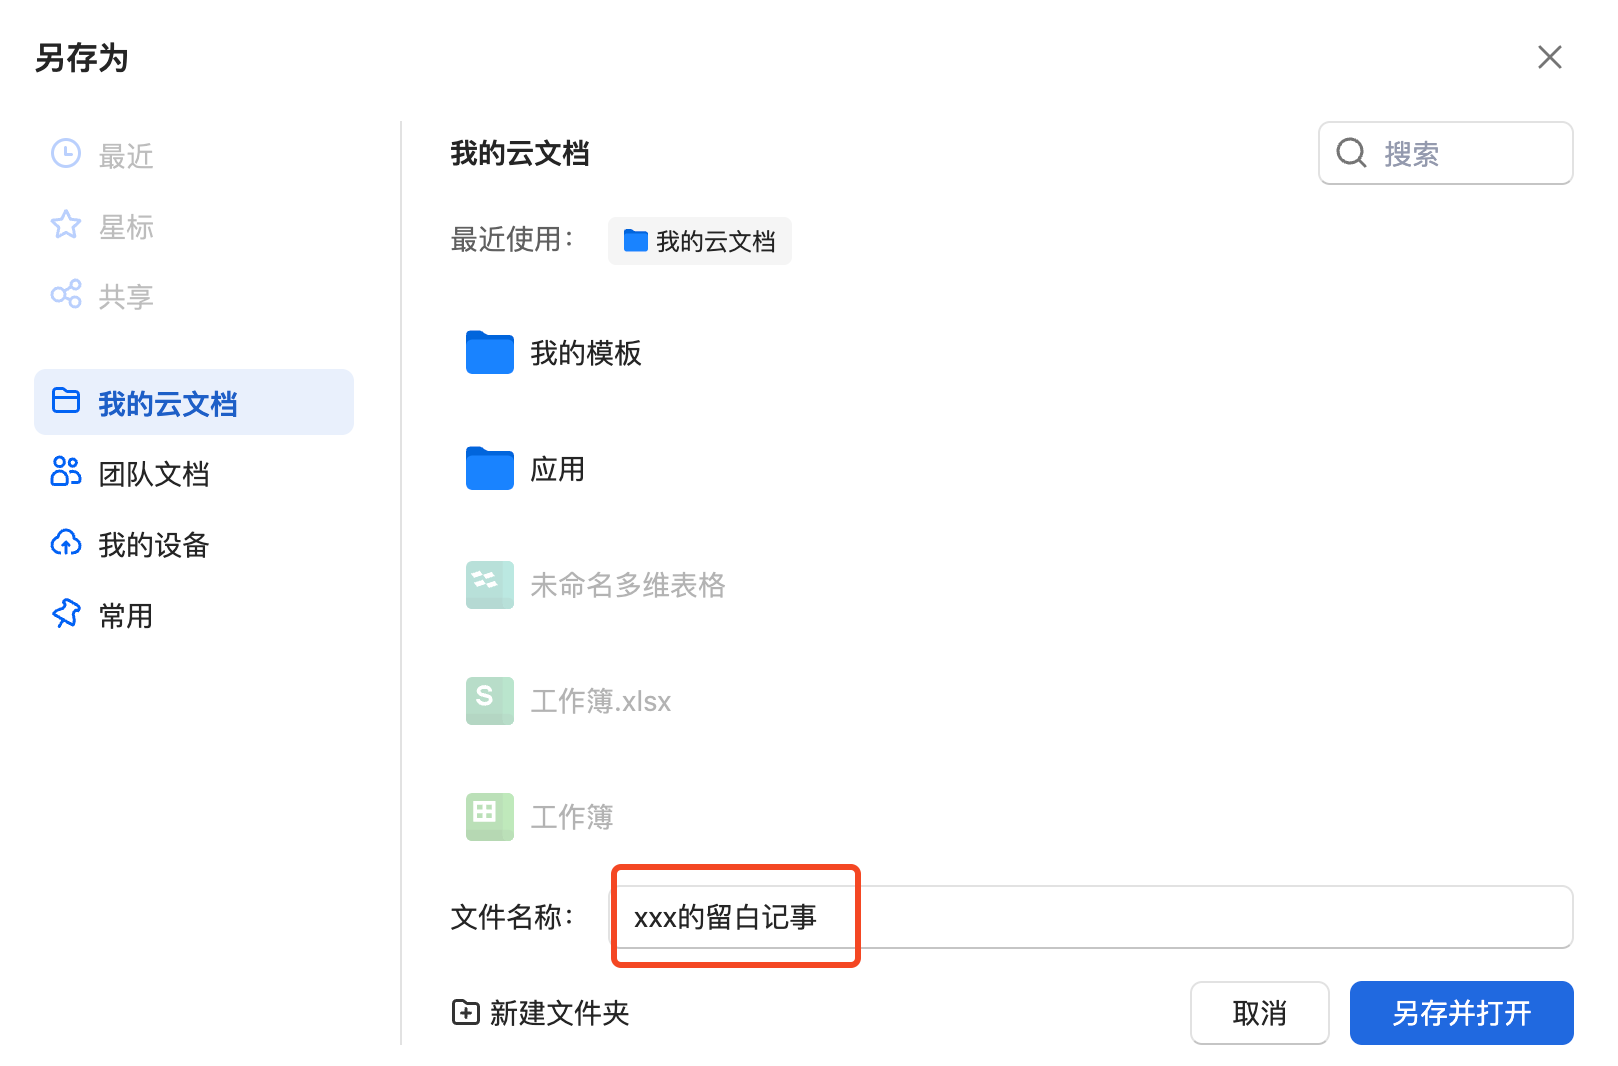 另存为
最近
星标
共享
我的云文档
团队文档
我的设备
常用
我的云文档
搜索
最近使用：
我的云文档
我的模板
应用
未命名多维表格
S
工作簿.xlsx
工作簿
文件名称：
xxx的留白记事
新建文件夹
取消
另存并打开